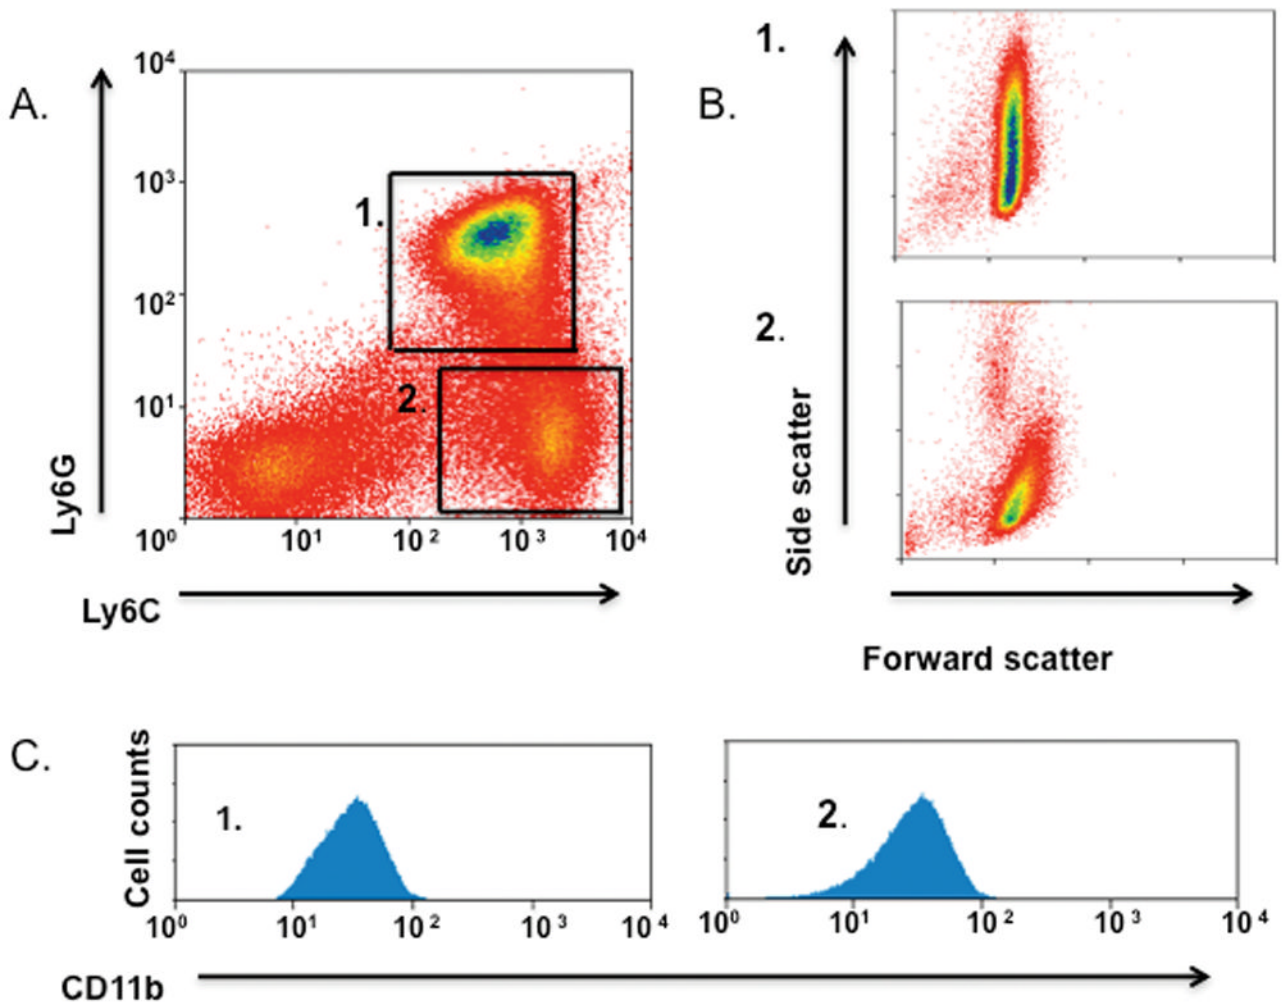 A.
10⁴
10³
10²
10¹
10⁰
1.
2.
Ly6G
10¹ 10² 10³ 10⁴
Ly6C
B.
1.
2.
Side scatter
Forward scatter
C.
Cell counts
1.
10⁰ 10¹ 10² 10³ 10⁴
2.
10⁰ 10¹ 10² 10³ 10⁴
CD11b